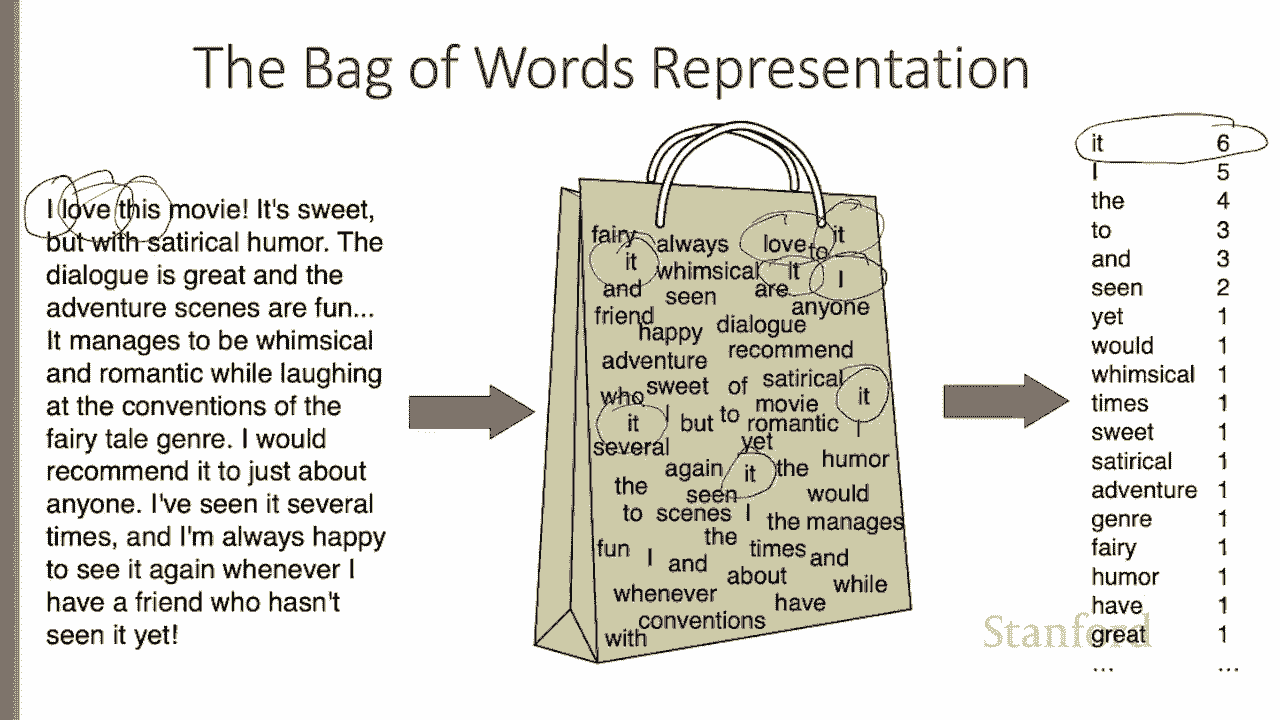 The Bag of Words Representation
I love this movie! It's sweet,
but with satirical humor. The
dialogue is great and the
adventure scenes are fun...
It manages to be whimsical
and romantic while laughing
at the conventions of the
fairy tale genre. I would
recommend it to just about
anyone. I've seen it several
times, and I'm always happy
to see it again whenever I
have a friend who hasn't
seen it yet!
fairy always love to it
it whimsical It I
and seen are anyone
friend happy dialogue
adventure recommend
who sweet of satirical it
it I but to movie romantic I
several yet
again it the humor
the seen would
to scenes I the manages
fun I and the times and
about while
whenever have
conventions
with
it 6
I 5
the 4
to 3
and 3
seen 2
yet 1
would 1
whimsical 1
times 1
sweet 1
satirical 1
adventure 1
genre 1
fairy 1
humor 1
have 1
great 1
... ...
Stanford